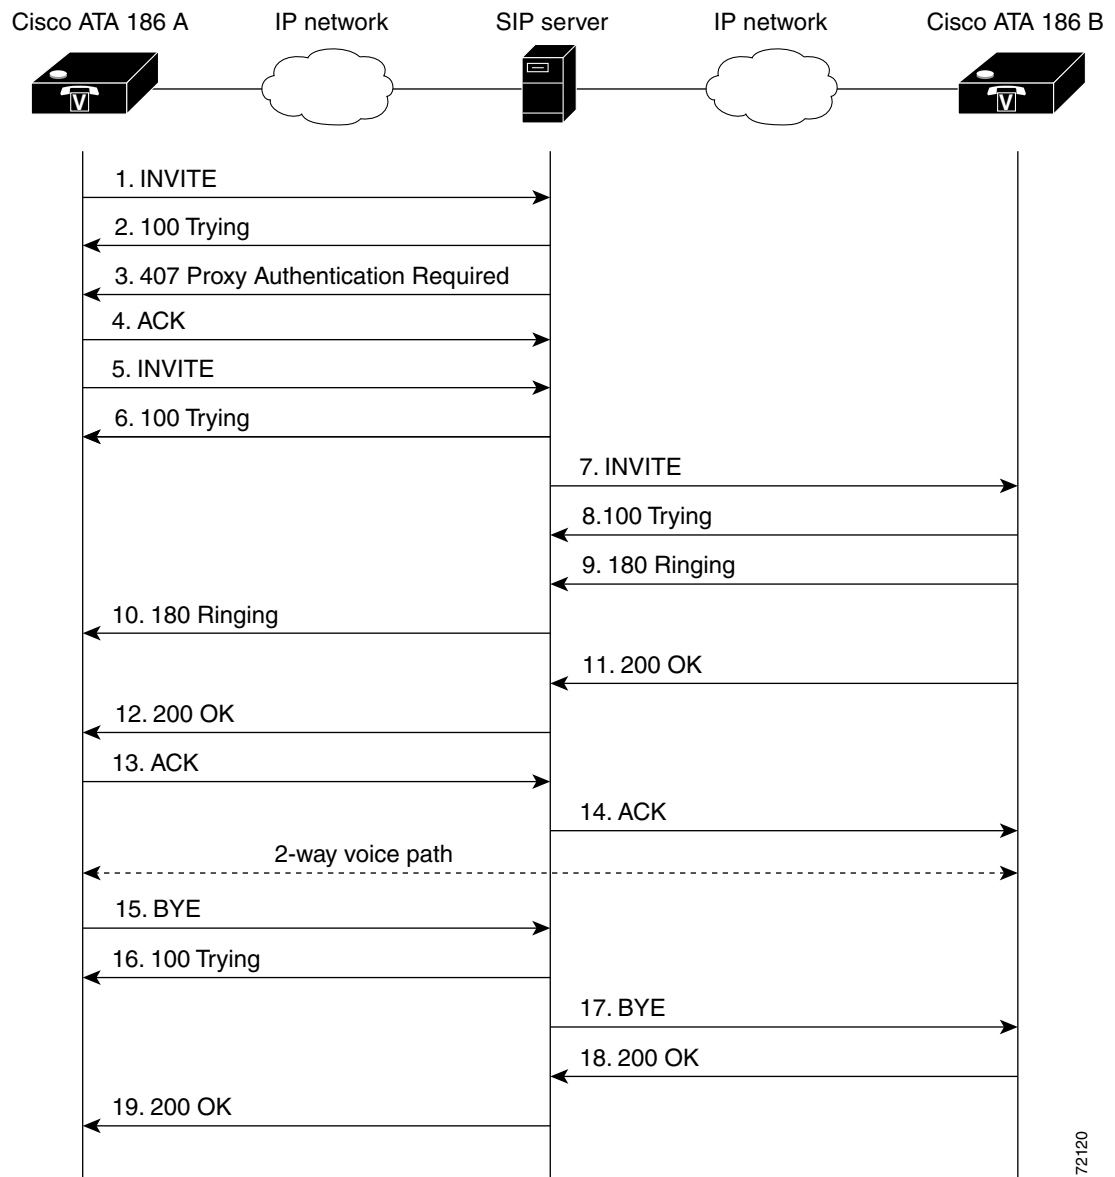 Cisco ATA 186 A
IP network
SIP server
IP network
Cisco ATA 186 B
V
V
1. INVITE
2. 100 Trying
3. 407 Proxy Authentication Required
4. ACK
5. INVITE
6. 100 Trying
7. INVITE
8.100 Trying
9. 180 Ringing
10. 180 Ringing
11. 200 OK
12. 200 OK
13. ACK
14. ACK
2-way voice path
15. BYE
16. 100 Trying
17. BYE
18. 200 OK
19. 200 OK
72120